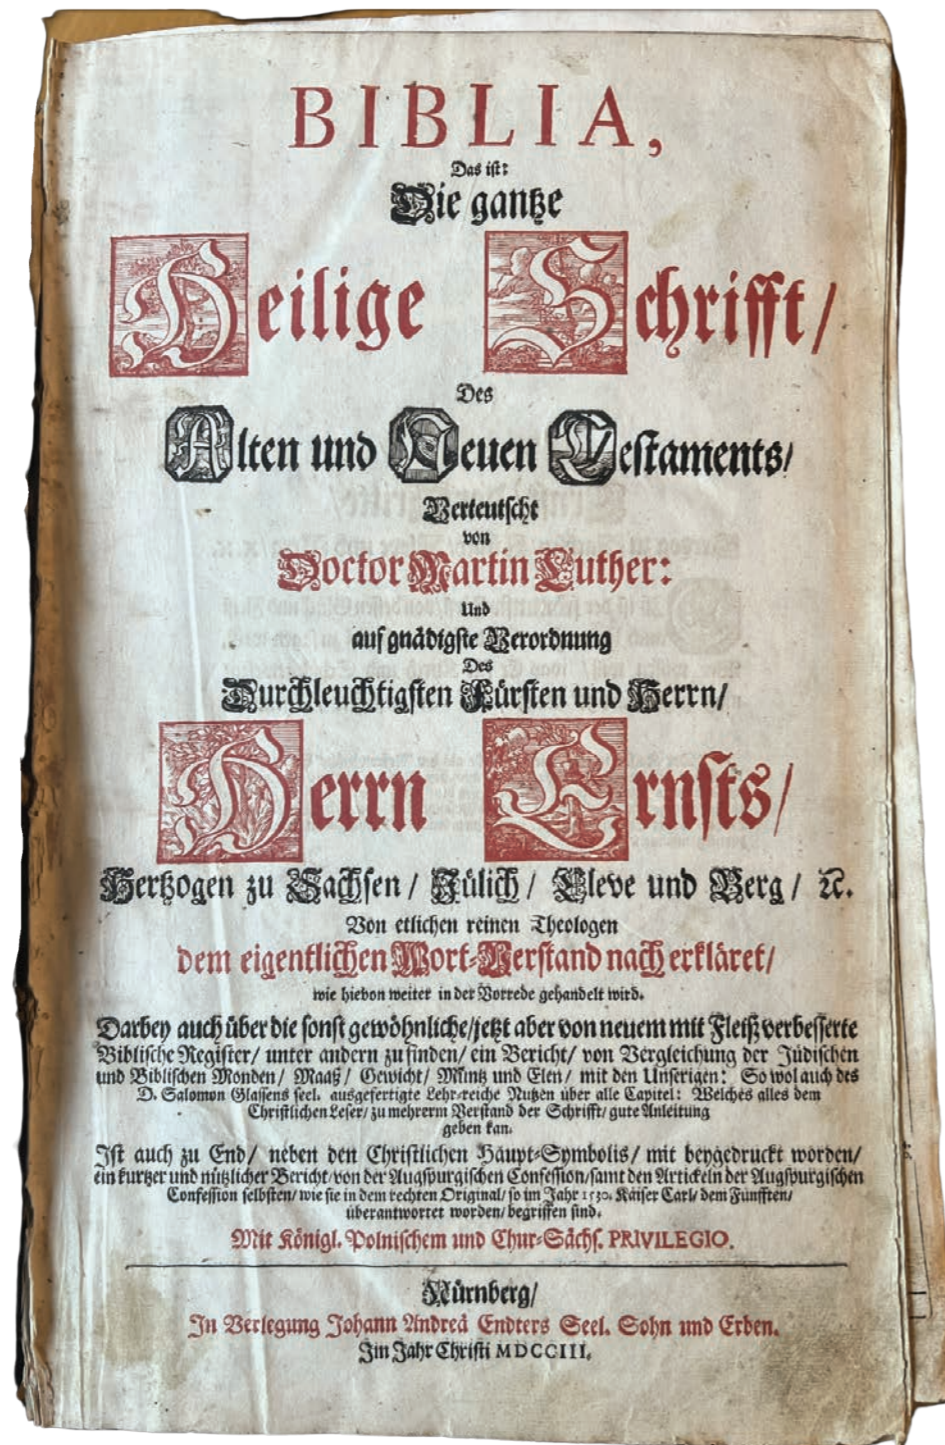 BIBLIA,
Das ist:
Die gantze
Heilige Schrifft/
Des
Alten und Neuen Testaments/
Verteutscht
von
Doctor Martin Luther:
Und
auf gnädigste Verordnung
Des
Durchleuchtigsten Fürsten und Herrn/
Herrn Ernsts/
Hertzogen zu Sachsen/ Jülich/ Cleve und Berg/ ꝛc.
Von etlichen reinen Theologen
dem eigentlichen Wort-Verstand nach erkläret/
wie hievon weiter in der Vorrede gehandelt wird.
Darbey auch über die sonst gewöhnliche/jetzt aber von neuem mit Fleiß verbesserte
Biblische Register/ unter andern zu finden/ ein Bericht/ von Vergleichung der Jüdischen
und Biblischen Monden/ Maaß/ Gewicht/ Müntz und Elen/ mit den Unserigen: So wol auch des
D. Salomon Glassens seel. ausgefertigte Lehr-reiche Nutzen über alle Capitel: Welches alles dem
Christlichen Leser/ zu mehrerm Verstand der Schrifft/ gute Anleitung
geben kan.
Ist auch zu End/ neben den Christlichen Haupt-Symbolis/ mit beygedruckt worden/
ein kurtzer und nützlicher Bericht/von der Augspurgischen Confession/samt den Artickeln der Augspurgischen
Confession selbsten/ wie sie in dem rechten Original/ so im Jahr 1530. Käiser Carl/ dem Fünfften/
überantwortet worden/ begriffen sind.
Mit Königl. Polnischem und Chur-Sächs. PRIVILEGIO.
Nürnberg/
In Verlegung Johann Andreä Endters Seel. Sohn und Erben.
Im Jahr Christi MDCCIII.